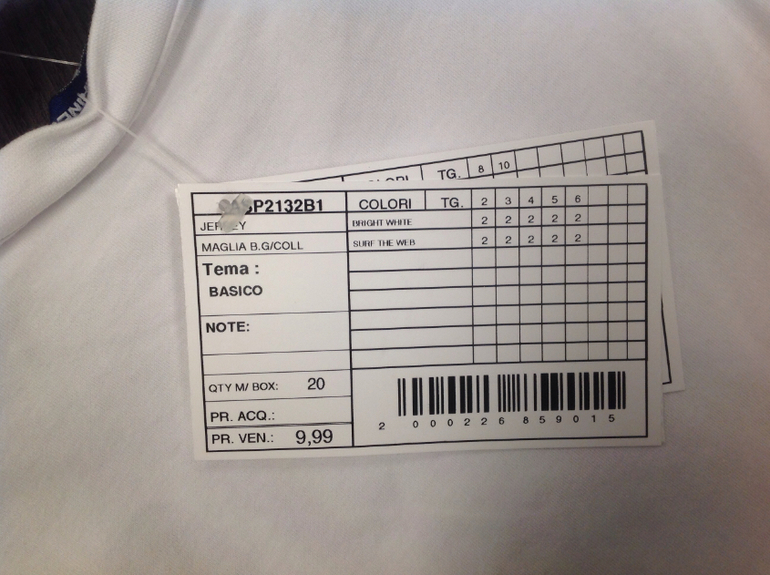 TG. 8 10
P2132B1 COLORI TG. 2 3 4 5 6
JERSEY BRIGHT WHITE 2 2 2 2 2
MAGLIA B.G/COLL SURF THE WEB 2 2 2 2 2
Tema :
BASICO
NOTE:
QTY M/ BOX: 20
PR. ACQ.:
PR. VEN.: 9,99
2 000226 859015